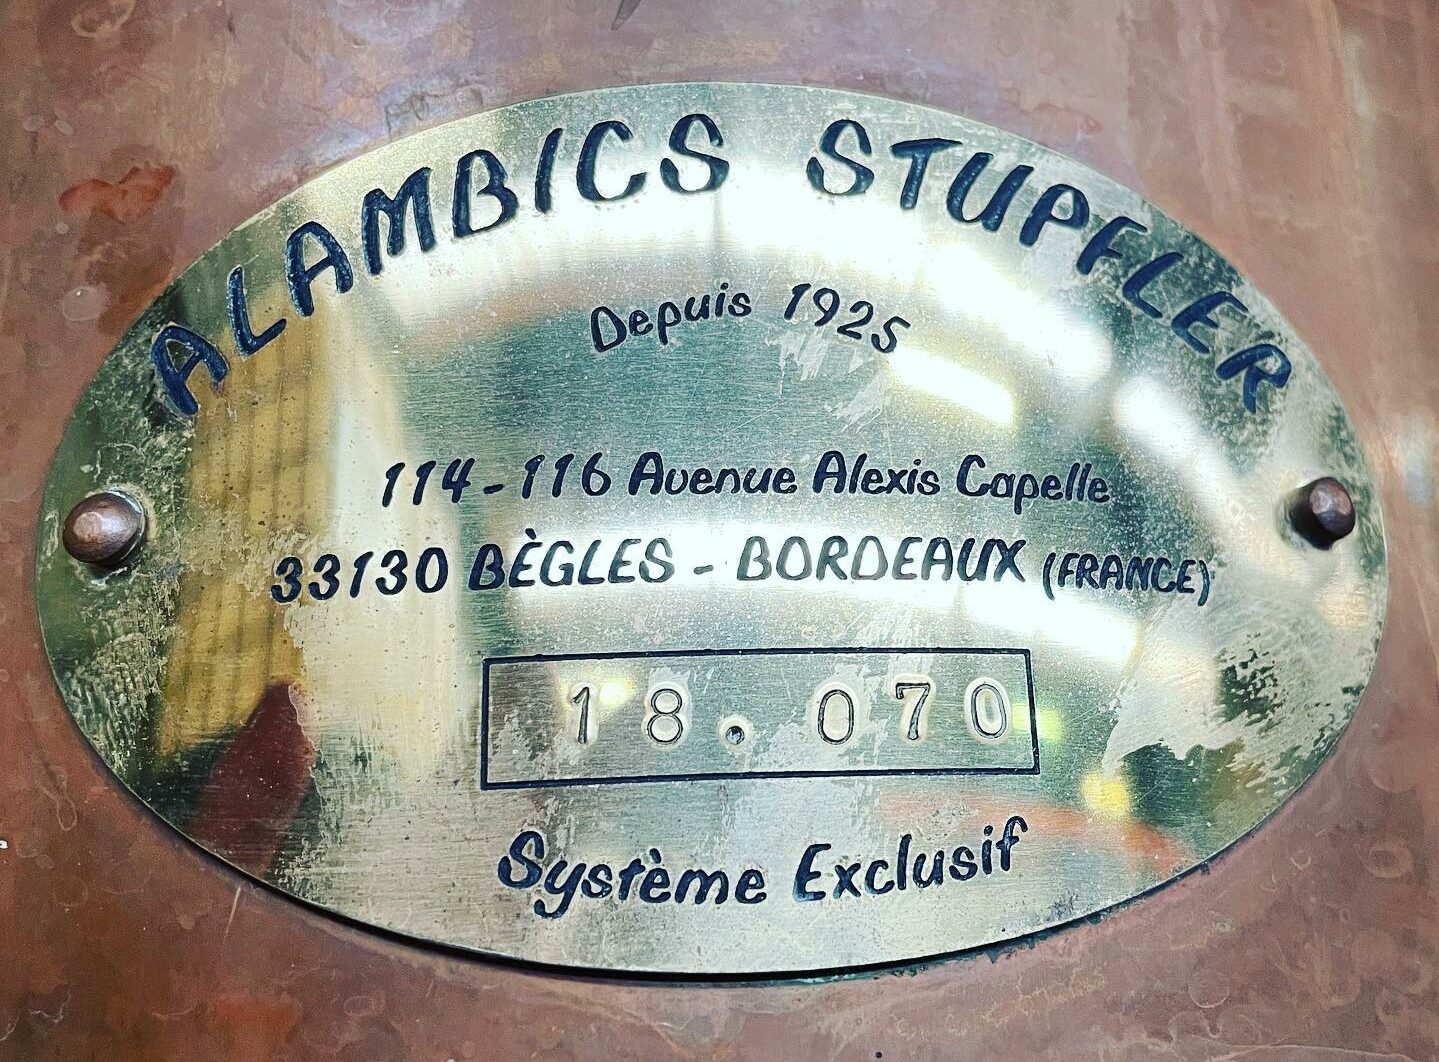 ALAMBICS STUPFLER
Depuis 1925
114-116 Avenue Alexis Capelle
33130 BÈGLES - BORDEAUX (FRANCE)
18.070
Système Exclusif